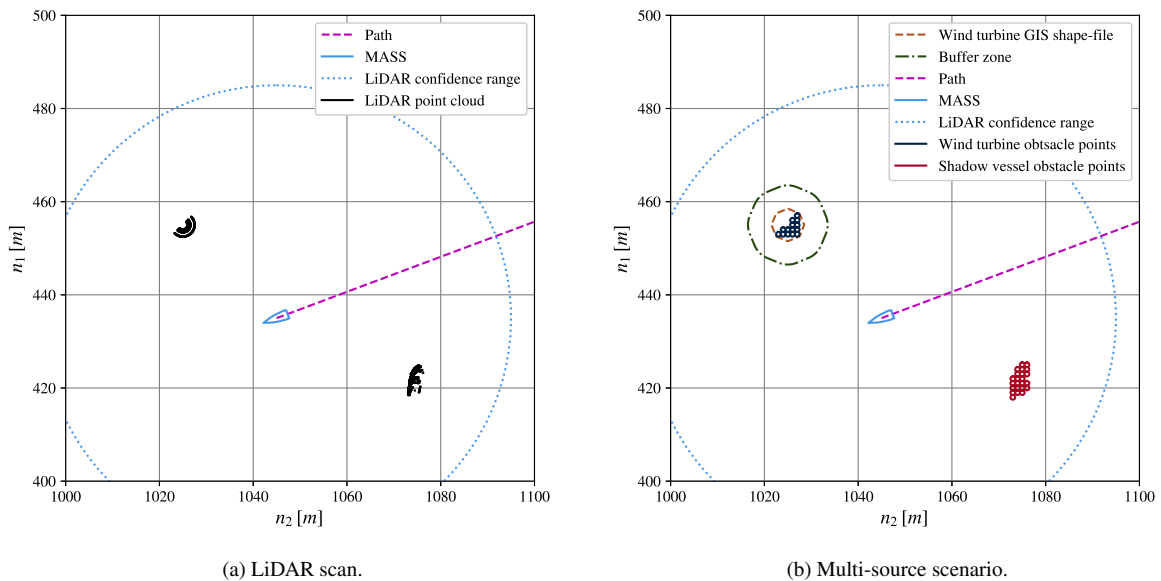 500
480
460
440
420
400
n1 [m]
1000
1020
1040
1060
1080
1100
n2 [m]
Path
MASS
LiDAR confidence range
LiDAR point cloud
(a) LiDAR scan.
500
480
460
440
420
400
n1 [m]
1000
1020
1040
1060
1080
1100
n2 [m]
Wind turbine GIS shape-file
Buffer zone
Path
MASS
LiDAR confidence range
Wind turbine obtsacle points
Shadow vessel obstacle points
(b) Multi-source scenario.